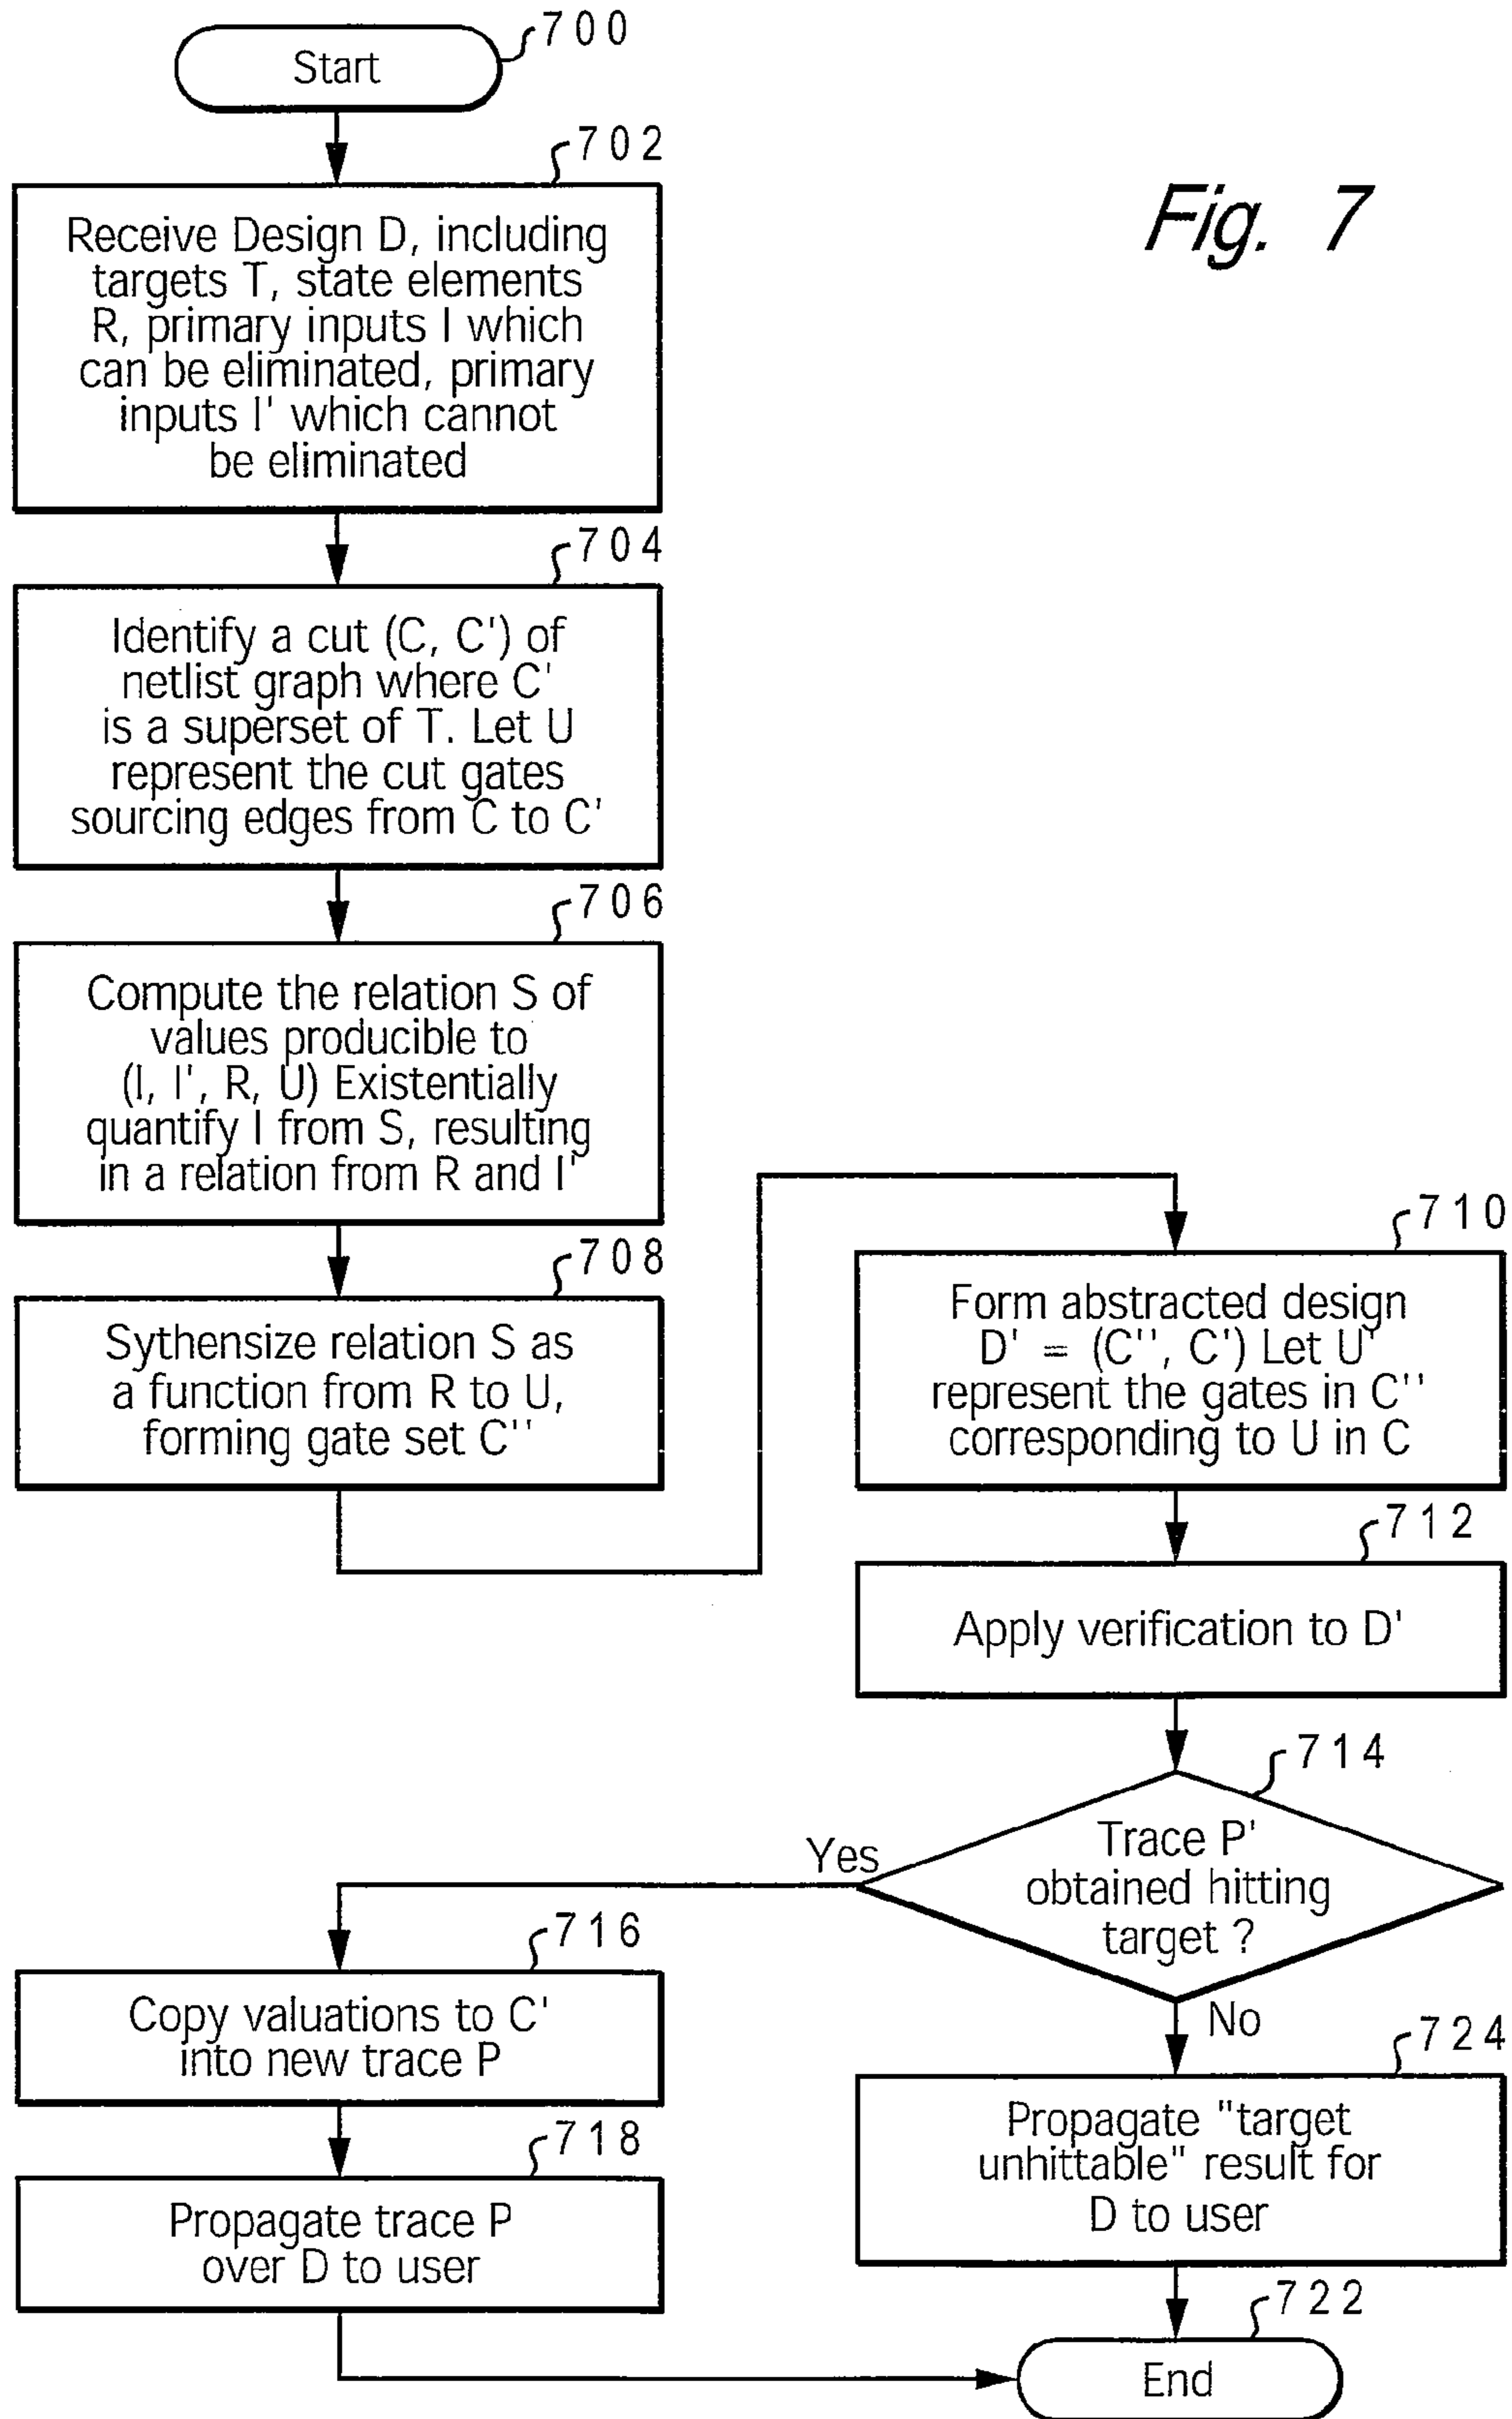 700
Start
702
Fig. 7
Receive Design D, including
targets T, state elements
R, primary inputs I which
can be eliminated, primary
inputs I' which cannot
be eliminated
704
Identify a cut (C, C') of
netlist graph where C'
is a superset of T. Let U
represent the cut gates
sourcing edges from C to C'
706
Compute the relation S of
values producible to
(I, I', R, U) Existentially
quantify I from S, resulting
in a relation from R and I'
708
Sythensize relation S as
a function from R to U,
forming gate set C''
710
Form abstracted design
D' = (C'', C') Let U'
represent the gates in C''
corresponding to U in C
712
Apply verification to D'
714
Trace P'
obtained hitting
target ?
Yes
No
716
Copy valuations to C'
into new trace P
718
Propagate trace P
over D to user
724
Propagate "target
unhittable" result for
D to user
722
End